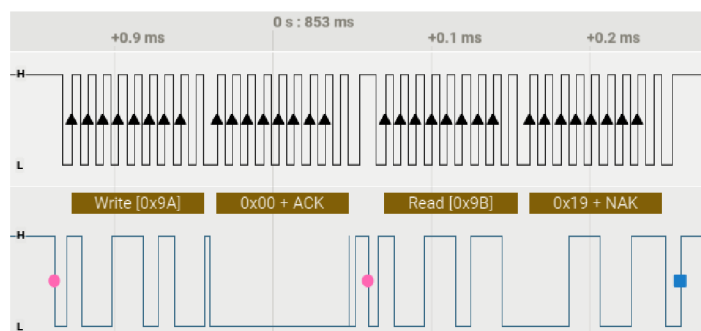 0 s : 853 ms
+0.9 ms +0.1 ms +0.2 ms
H
L
Write [0x9A] 0x00 + ACK Read [0x9B] 0x19 + NAK
H
L